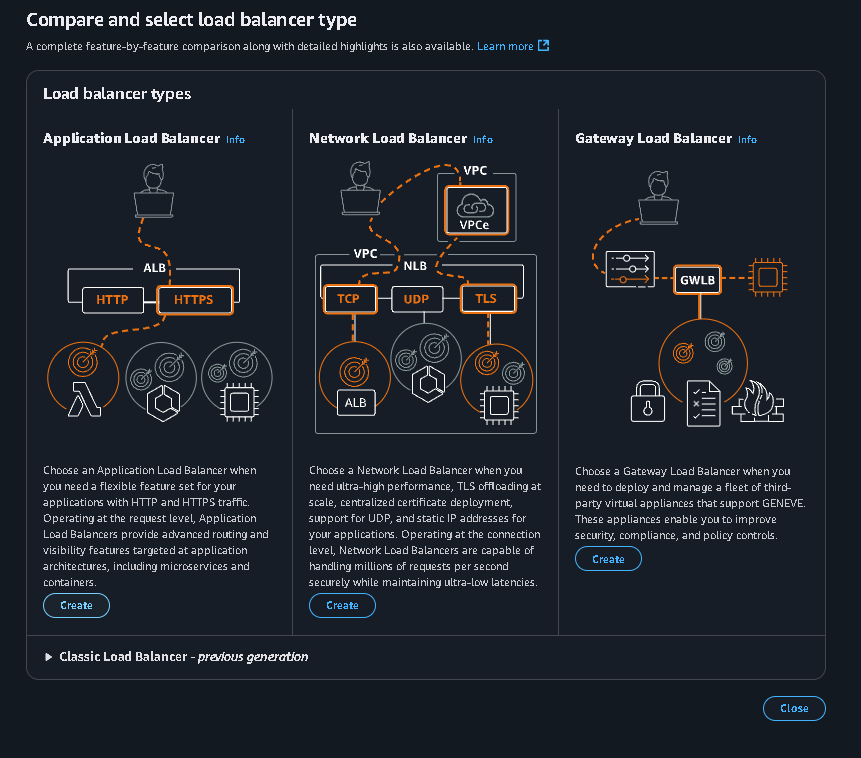 Compare and select load balancer type
A complete feature-by-feature comparison along with detailed highlights is also available. Learn more
Load balancer types
Application Load Balancer Info
ALB
HTTP
HTTPS
Choose an Application Load Balancer when
you need a flexible feature set for your
applications with HTTP and HTTPS traffic.
Operating at the request level, Application
Load Balancers provide advanced routing and
visibility features targeted at application
architectures, including microservices and
containers.
Create
Network Load Balancer Info
VPC
VPCe
VPC
NLB
TCP
UDP
TLS
ALB
Choose a Network Load Balancer when you
need ultra-high performance, TLS offloading at
scale, centralized certificate deployment,
support for UDP, and static IP addresses for
your applications. Operating at the connection
level, Network Load Balancers are capable of
handling millions of requests per second
securely while maintaining ultra-low latencies.
Create
Gateway Load Balancer Info
GWLB
Choose a Gateway Load Balancer when you
need to deploy and manage a fleet of third-
party virtual appliances that support GENEVE.
These appliances enable you to improve
security, compliance, and policy controls.
Create
Classic Load Balancer - previous generation
Close